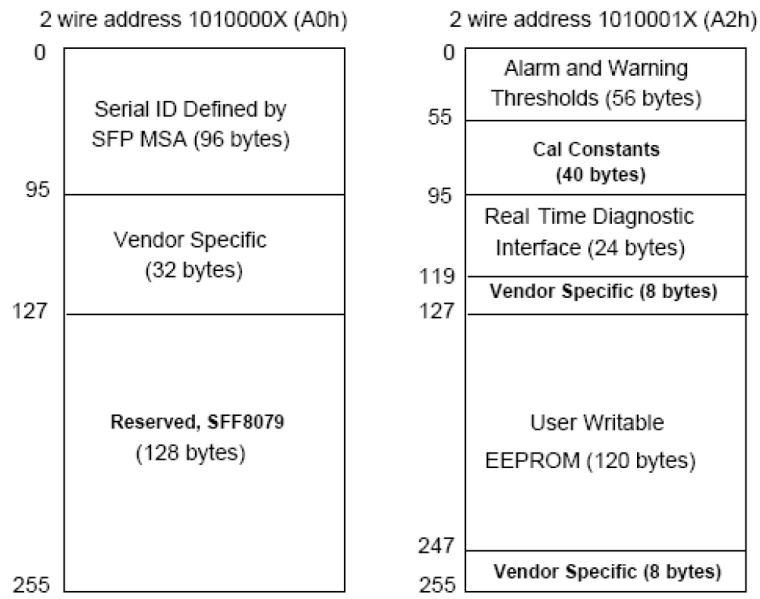 2 wire address 1010000X (A0h)
0
Serial ID Defined by
SFP MSA (96 bytes)
95
Vendor Specific
(32 bytes)
127
Reserved, SFF8079
(128 bytes)
255
2 wire address 1010001X (A2h)
0
Alarm and Warning
Thresholds (56 bytes)
55
Cal Constants
(40 bytes)
95
Real Time Diagnostic
Interface (24 bytes)
119
Vendor Specific (8 bytes)
127
User Writable
EEPROM (120 bytes)
247
Vendor Specific (8 bytes)
255